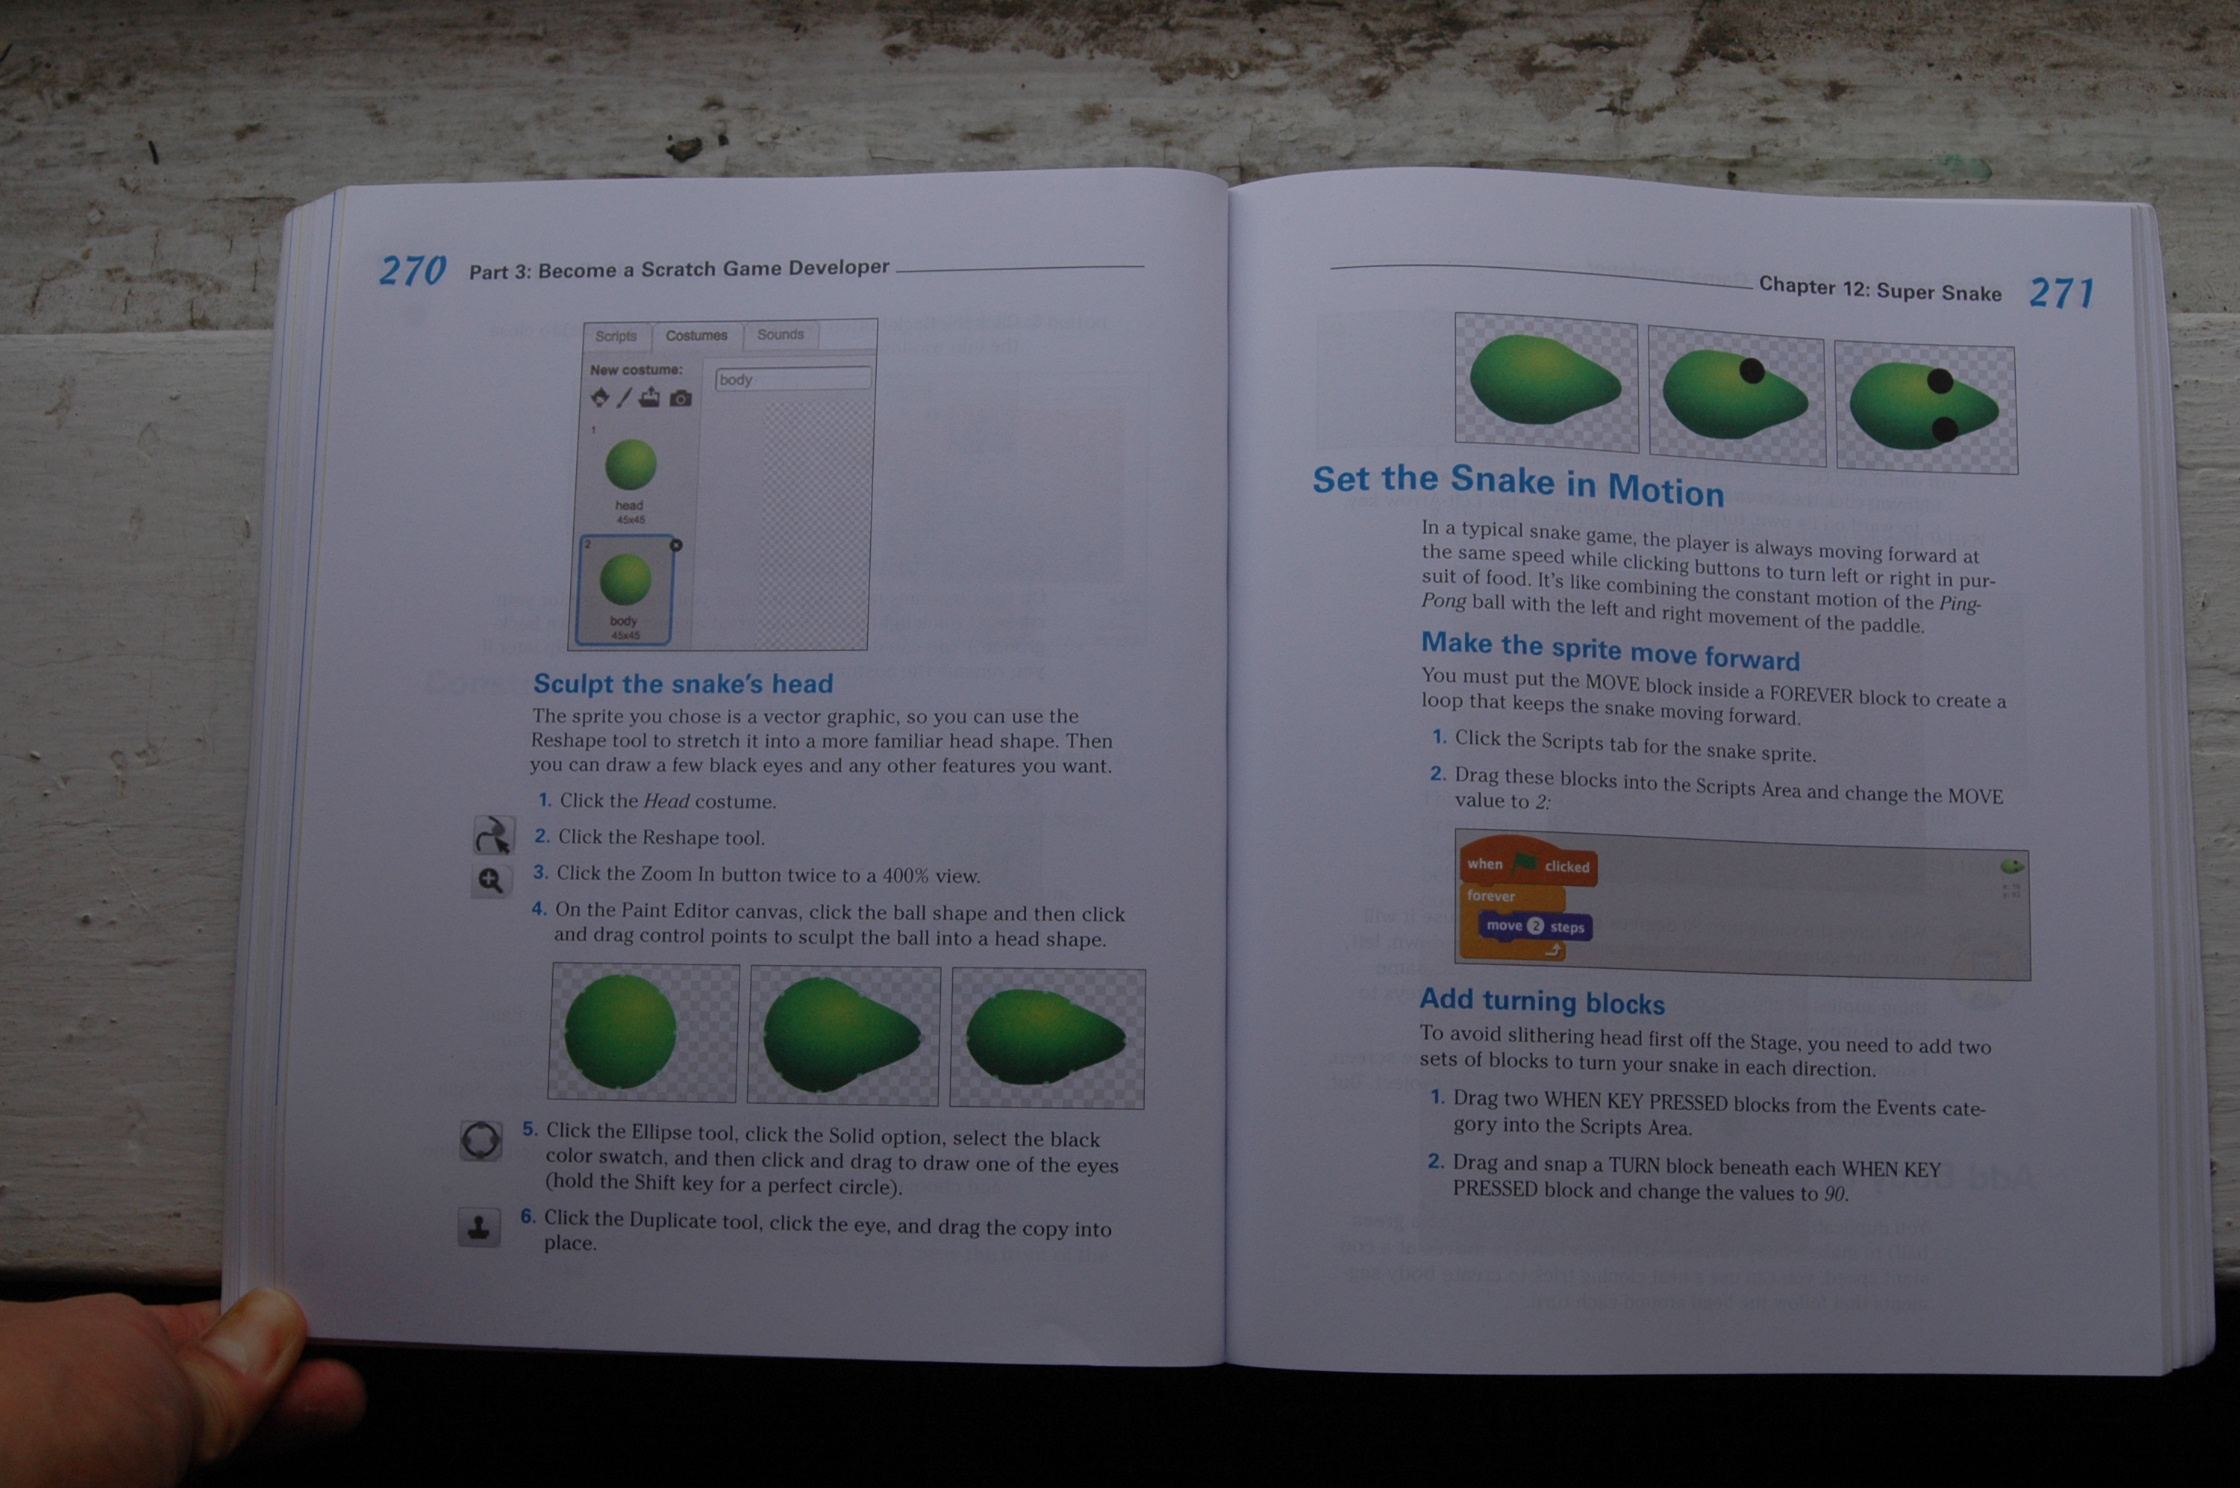 270 Part 3: Become a Scratch Game Developer
Scripts Costumes Sounds
New costume:
body
1
head
45x45
2
body
45x45
Sculpt the snake's head
The sprite you chose is a vector graphic, so you can use the
Reshape tool to stretch it into a more familiar head shape. Then
you can draw a few black eyes and any other features you want.
1. Click the Head costume.
2. Click the Reshape tool.
3. Click the Zoom In button twice to a 400% view.
4. On the Paint Editor canvas, click the ball shape and then click
and drag control points to sculpt the ball into a head shape.
5. Click the Ellipse tool, click the Solid option, select the black
color swatch, and then click and drag to draw one of the eyes
(hold the Shift key for a perfect circle).
6. Click the Duplicate tool, click the eye, and drag the copy into
place.
Chapter 12: Super Snake 271
Set the Snake in Motion
In a typical snake game, the player is always moving forward at
the same speed while clicking buttons to turn left or right in pur-
suit of food. It's like combining the constant motion of the Ping-
Pong ball with the left and right movement of the paddle.
Make the sprite move forward
You must put the MOVE block inside a FOREVER block to create a
loop that keeps the snake moving forward.
1. Click the Scripts tab for the snake sprite.
2. Drag these blocks into the Scripts Area and change the MOVE
value to 2:
when clicked
forever
move 2 steps
Add turning blocks
To avoid slithering head first off the Stage, you need to add two
sets of blocks to turn your snake in each direction.
1. Drag two WHEN KEY PRESSED blocks from the Events cate-
gory into the Scripts Area.
2. Drag and snap a TURN block beneath each WHEN KEY
PRESSED block and change the values to 90.